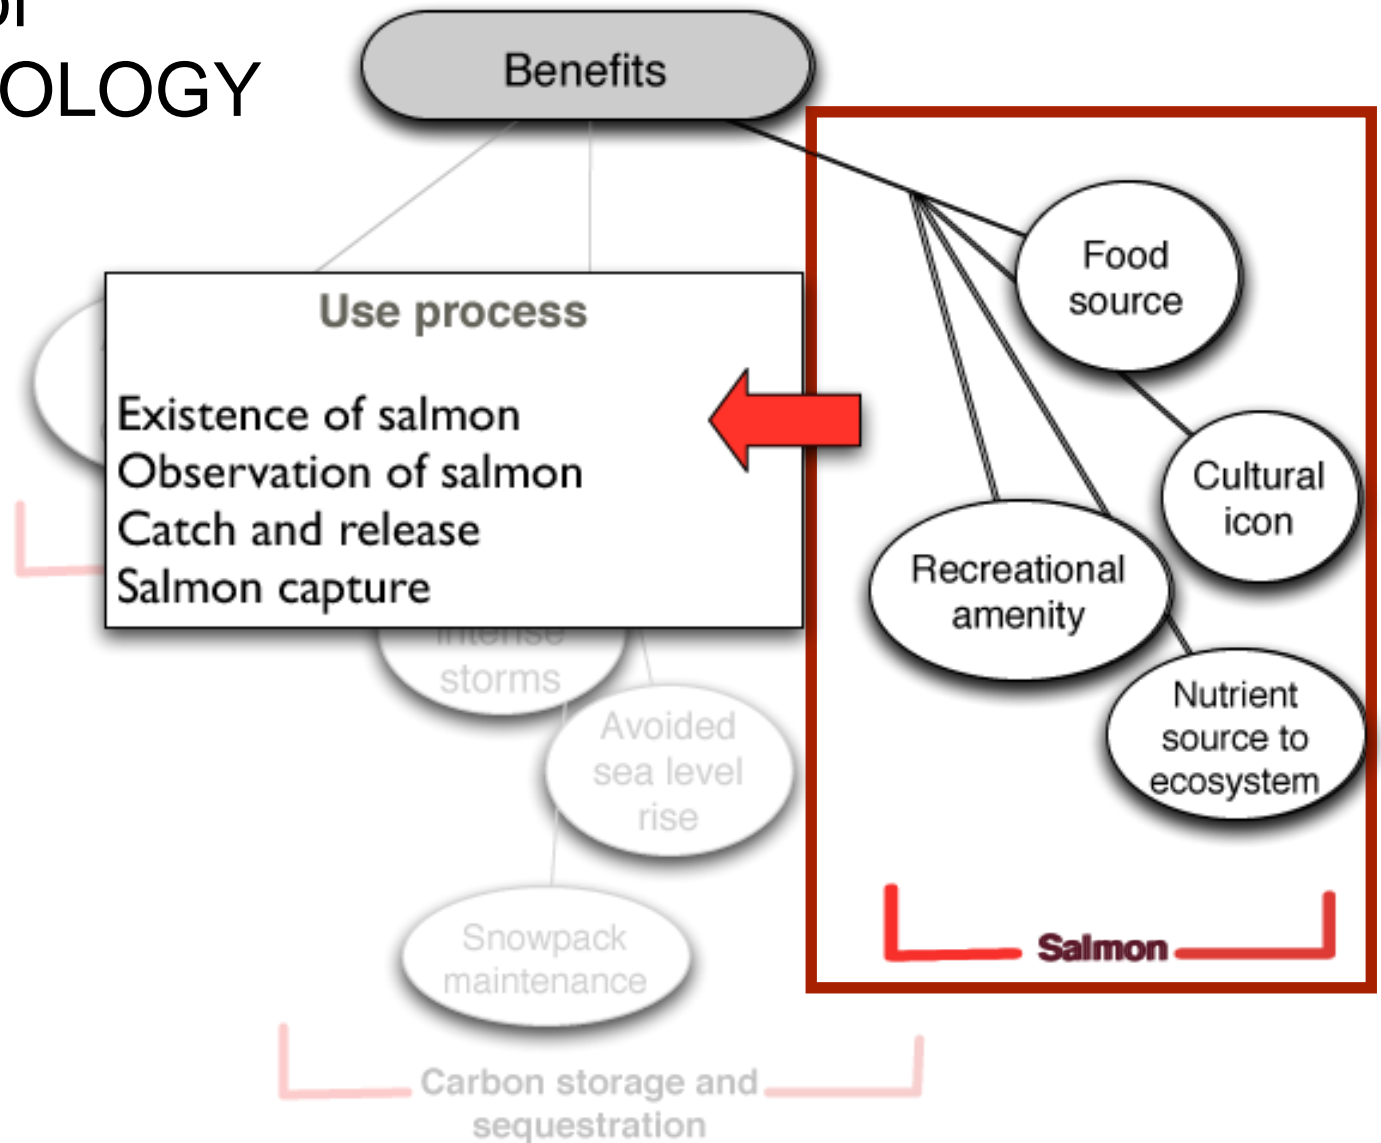 OLOGY
Benefits
Use process
Existence of salmon
Observation of salmon
Catch and release
Salmon capture
Food
source
Cultural
icon
Recreational
amenity
Nutrient
source to
ecosystem
Salmon
intense
storms
Avoided
sea level
rise
Snowpack
maintenance
Carbon storage and
sequestration